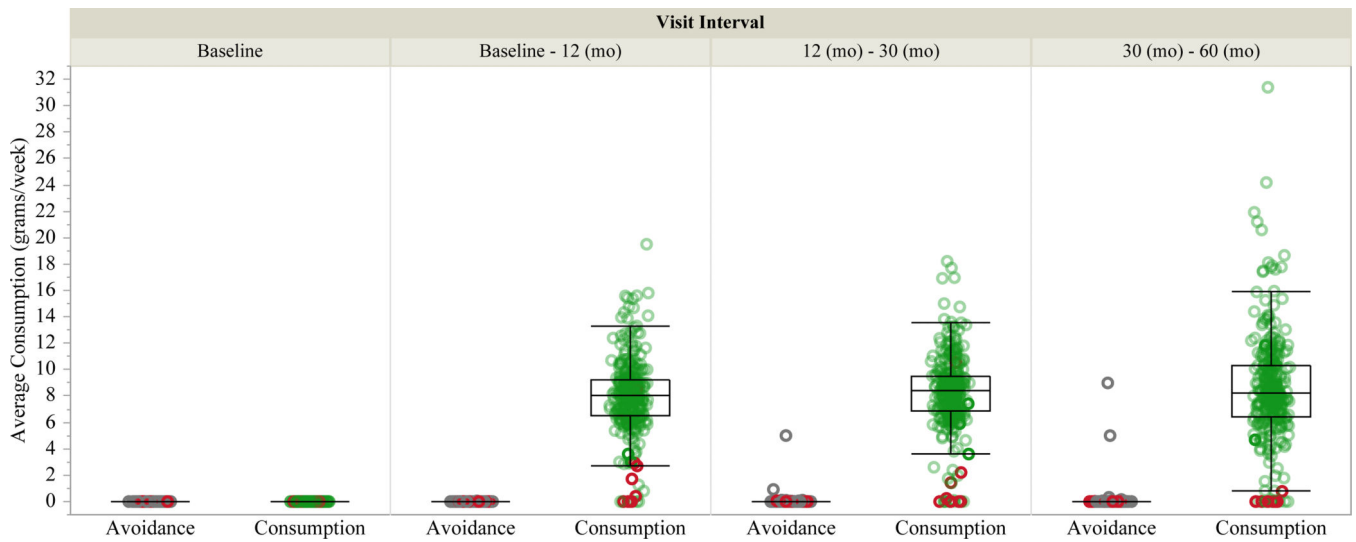 Visit Interval
Baseline
Baseline - 12 (mo)
12 (mo) - 30 (mo)
30 (mo) - 60 (mo)
Average Consumption (grams/week)
32
30
28
26
24
22
20
18
16
14
12
10
8
6
4
2
0
Avoidance Consumption Avoidance Consumption Avoidance Consumption Avoidance Consumption